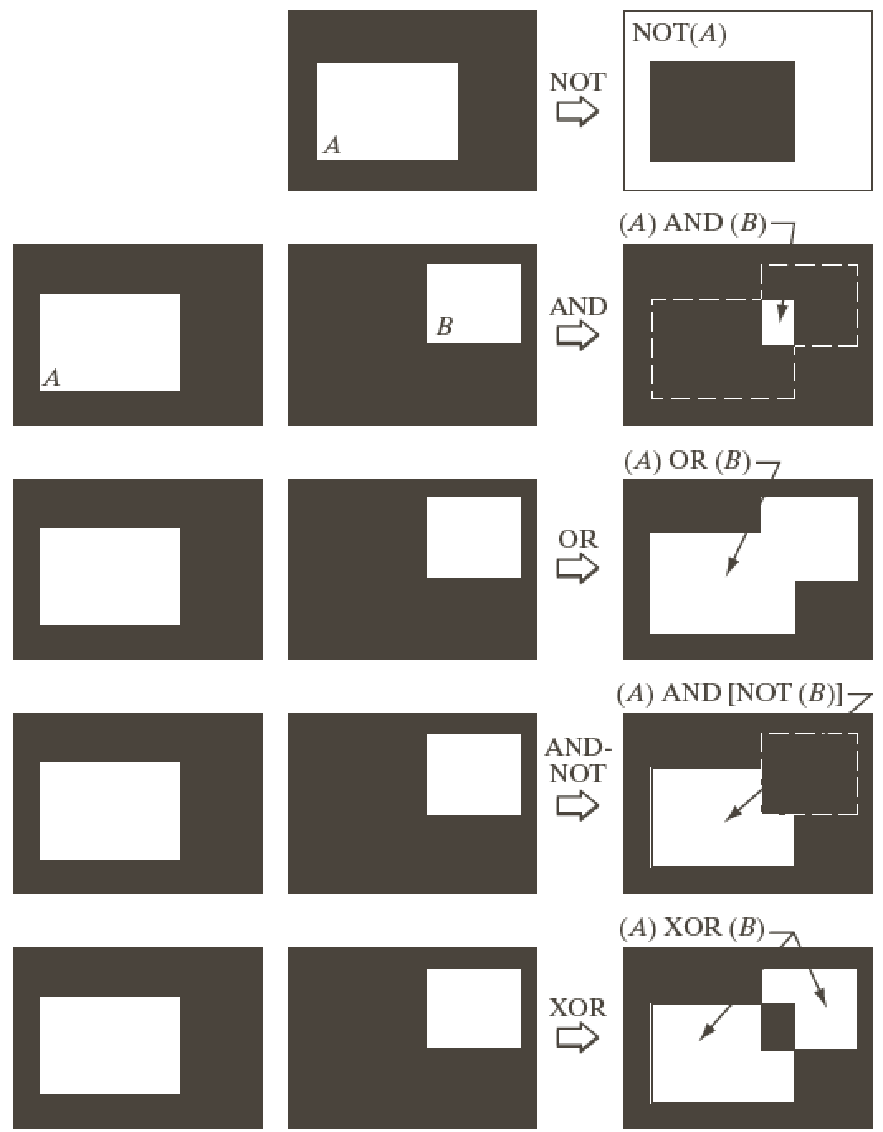 NOT(A)
NOT
A
(A) AND (B)
A
B
AND
(A) OR (B)
OR
(A) AND [NOT (B)]
AND-
NOT
(A) XOR (B)
XOR